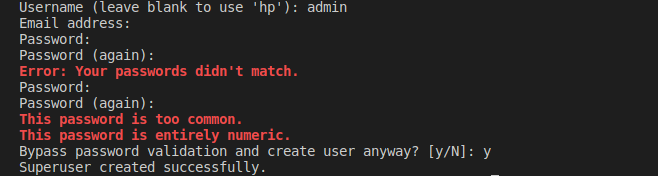 Username (leave blank to use 'hp'): admin
Email address:
Password:
Password (again):
Error: Your passwords didn't match.
Password:
Password (again):
This password is too common.
This password is entirely numeric.
Bypass password validation and create user anyway? [y/N]: y
Superuser created successfully.